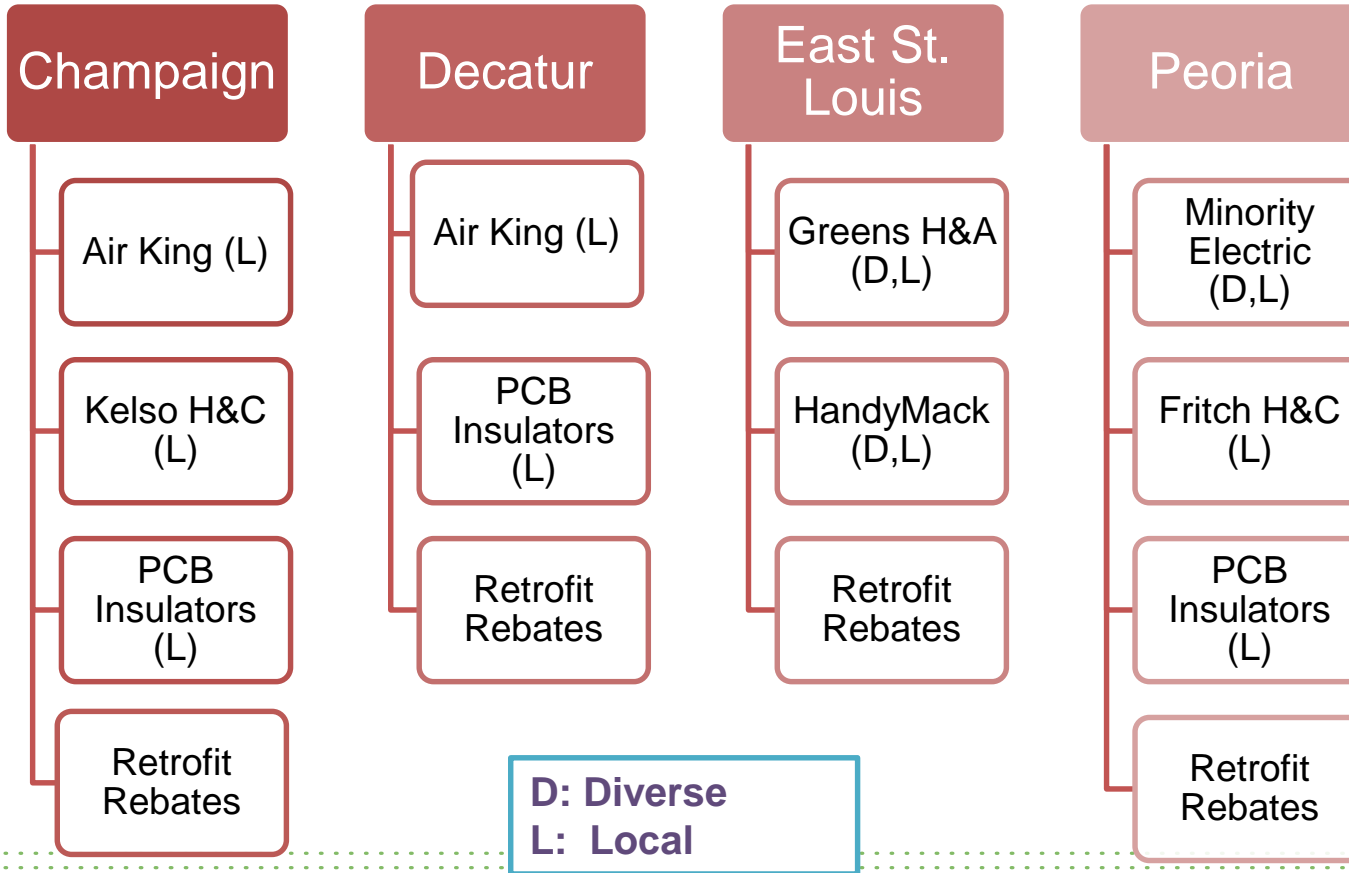 Champaign
Air King (L)
Kelso H&C
(L)
PCB
Insulators
(L)
Retrofit
Rebates
Decatur
Air King (L)
PCB
Insulators
(L)
Retrofit
Rebates
East St.
Louis
Greens H&A
(D,L)
HandyMack
(D,L)
Retrofit
Rebates
Peoria
Minority
Electric
(D,L)
Fritch H&C
(L)
PCB
Insulators
(L)
Retrofit
Rebates
D: Diverse
L: Local